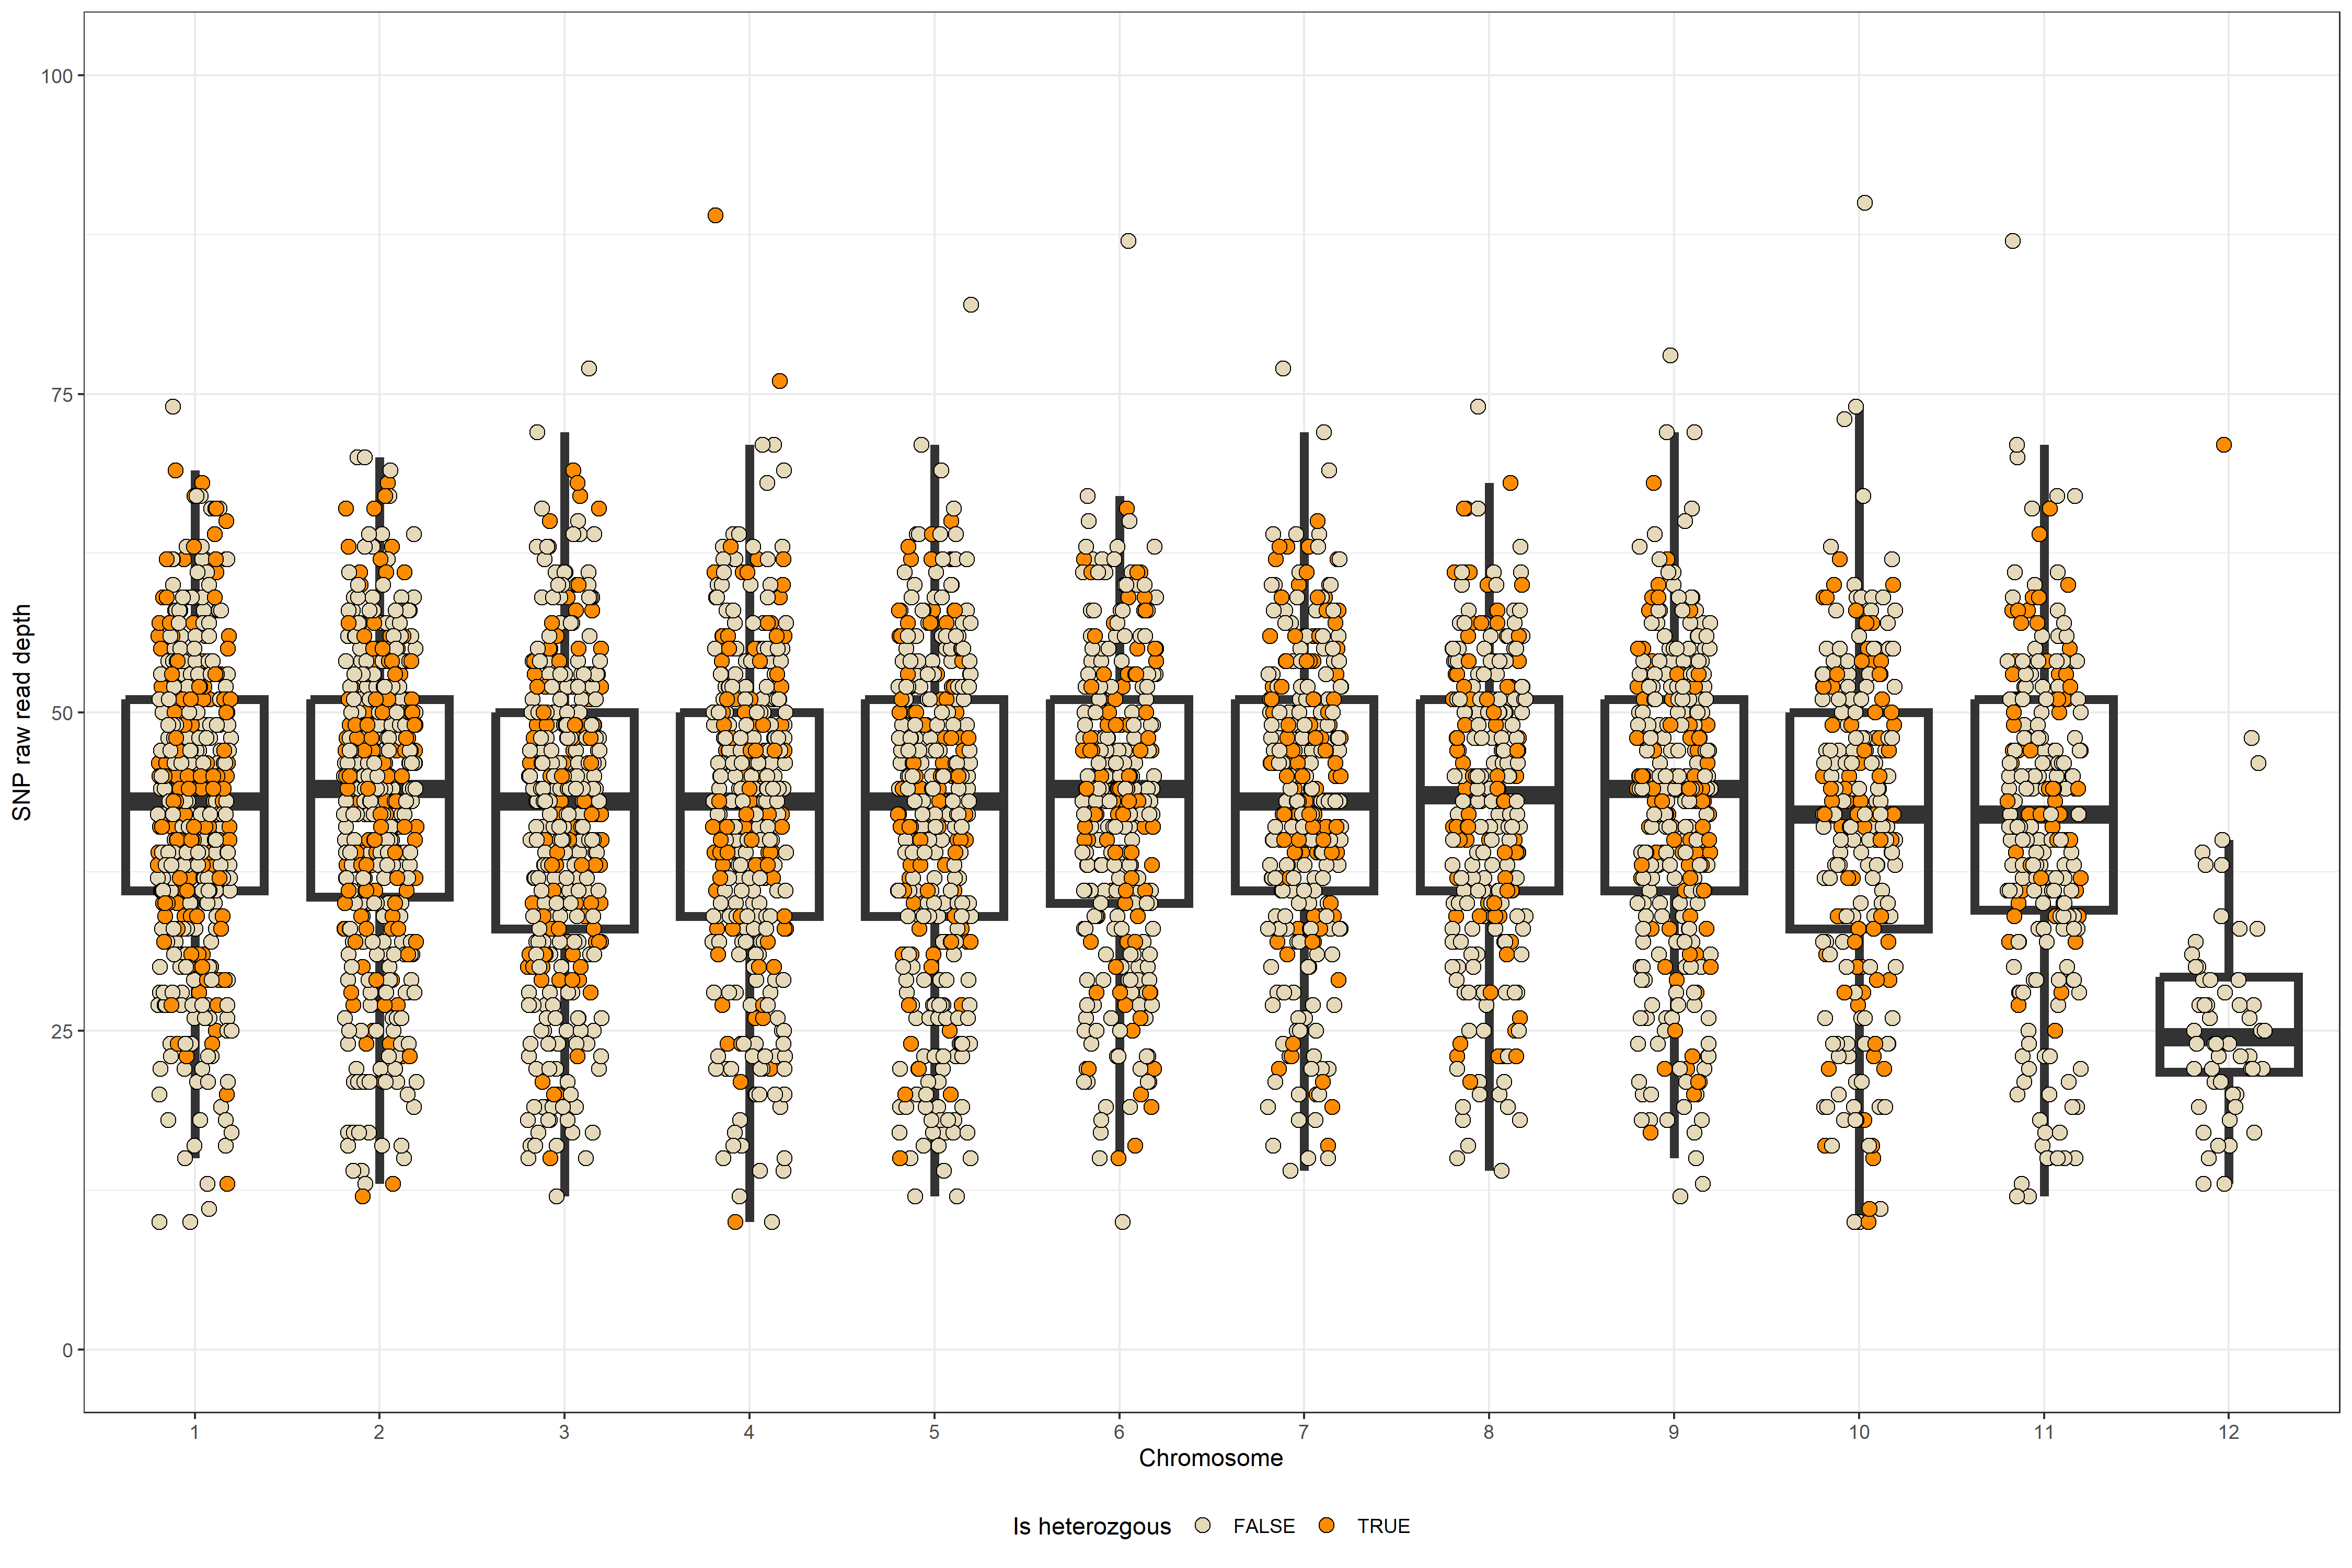 100
75
50
25
0
SNP raw read depth
1 2 3 4 5 6 7 8 9 10 11 12
Chromosome
Is heterozgous FALSE TRUE